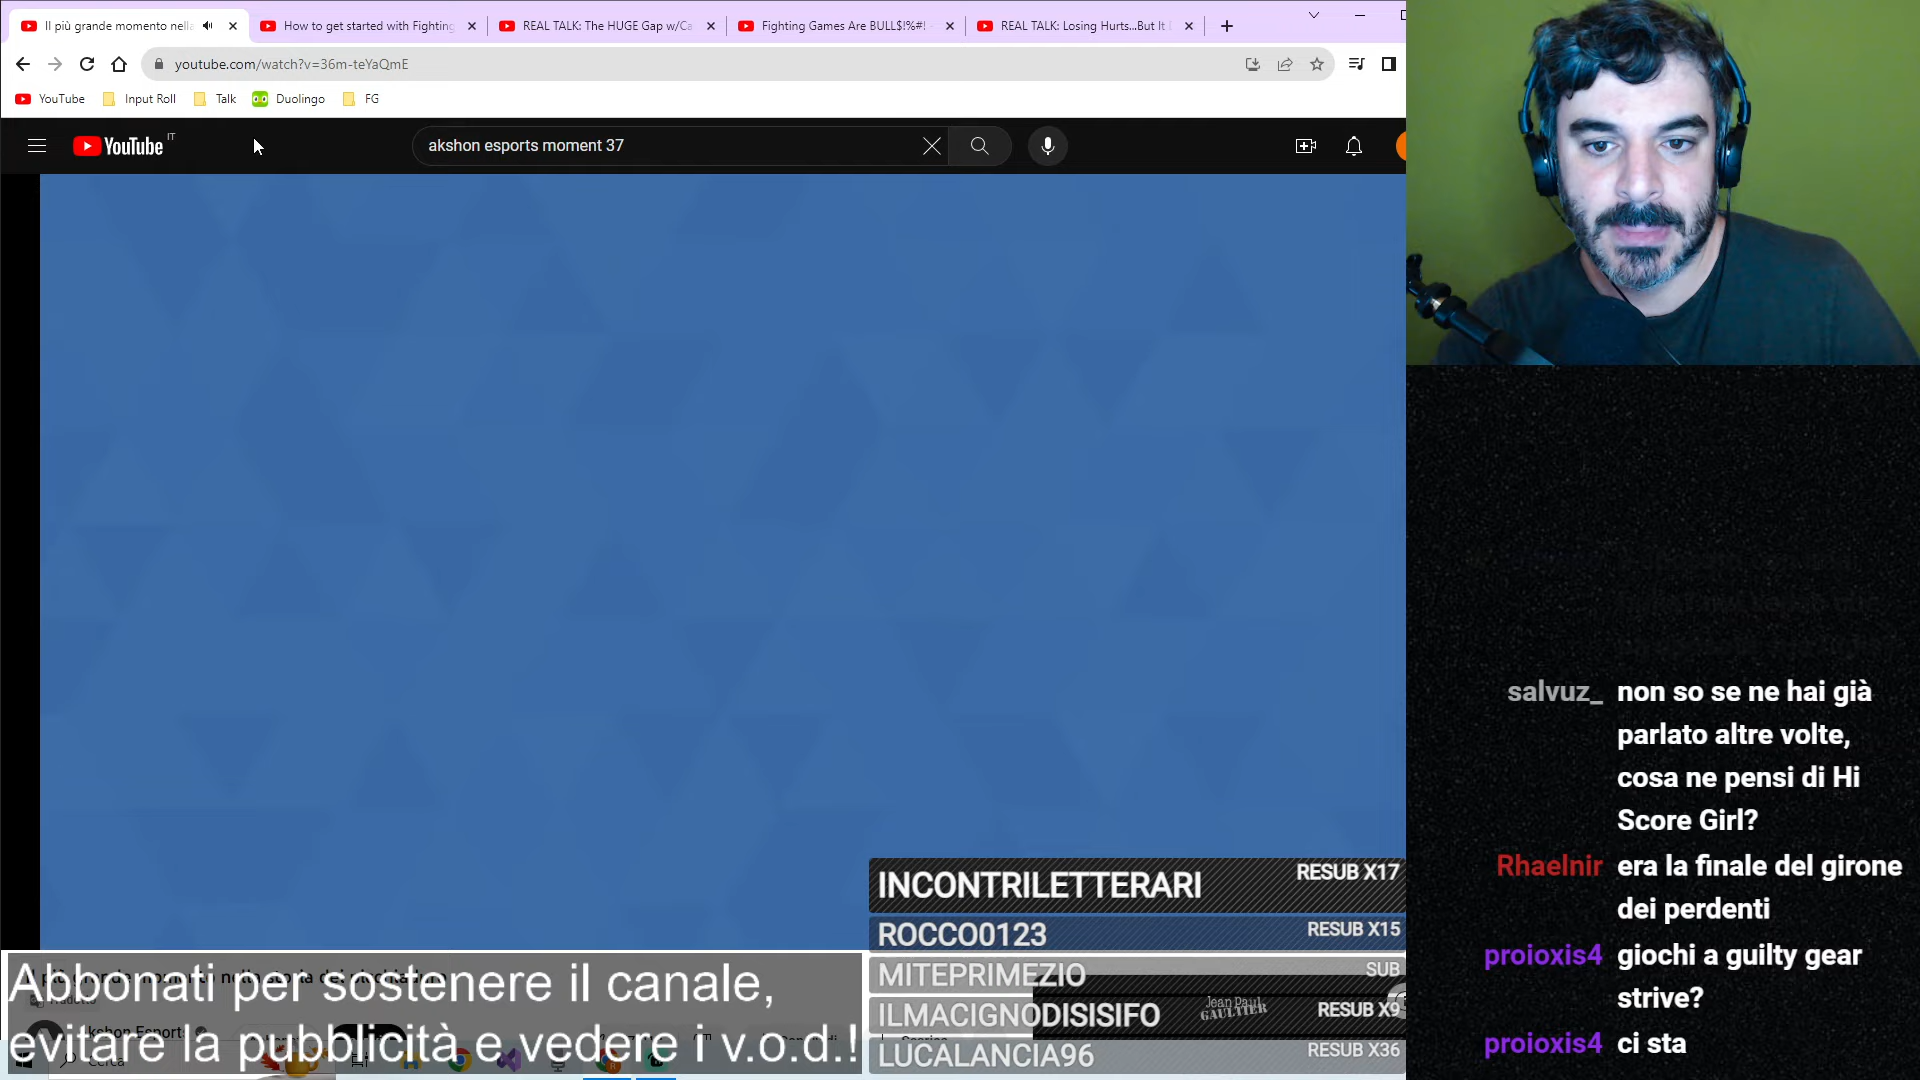 Il più grande momento nella
How to get started with Fighting
REAL TALK: The HUGE Gap w/Ca
Fighting Games Are BULL$!%#! -
REAL TALK: Losing Hurts...But It
youtube.com/watch?v=36m-teYaQmE
YouTube Input Roll Talk Duolingo FG
YouTube IT
akshon esports moment 37
salvuz_ non so se ne hai già
parlato altre volte,
cosa ne pensi di Hi
Score Girl?
Rhaelnir era la finale del girone
dei perdenti
proioxis4 giochi a guilty gear
strive?
proioxis4 ci sta
INCONTRILETTERARI RESUB X17
ROCCO0123 RESUB X15
MITEPRIMEZIO SUB
ILMACIGNODISISIFO RESUB X9
LUCALANCIA96 RESUB X36
Jean Paul
GAULTIER
Abbonati per sostenere il canale,
evitare la pubblicità e vedere i v.o.d.!
Cerca